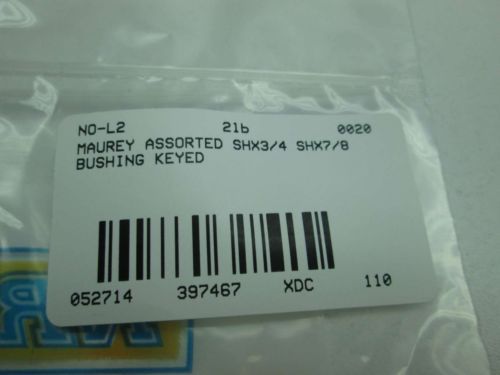 NO-L2 21b 0020
MAUREY ASSORTED SHX3/4 SHX7/8
BUSHING KEYED
052714 397467 XDC 110